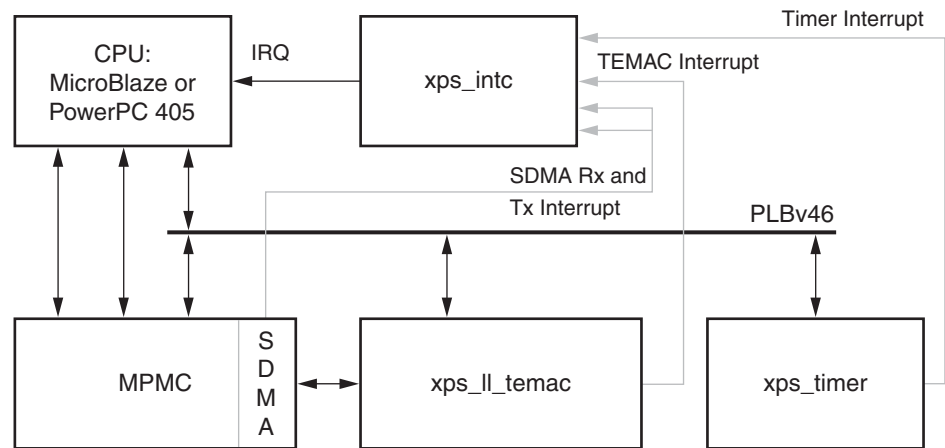 Timer Interrupt
CPU:
MicroBlaze or
PowerPC 405
IRQ
xps_intc
TEMAC Interrupt
SDMA Rx and
Tx Interrupt
PLBv46
MPMC
S
D
M
A
xps_ll_temac
xps_timer